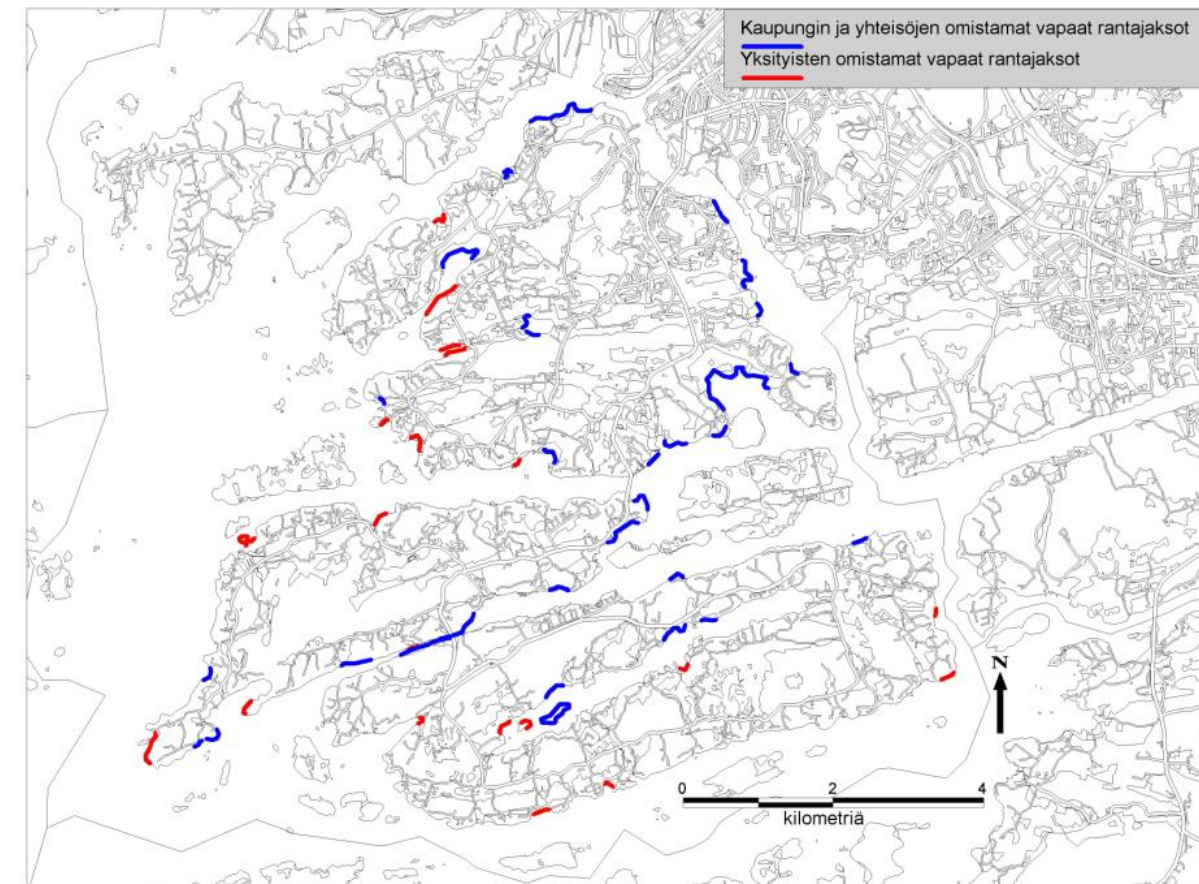 Kaupungin ja yhteisöjen omistamat vapaat rantajaksot
Yksityisten omistamat vapaat rantajaksot
N
0 2 4
kilometriä